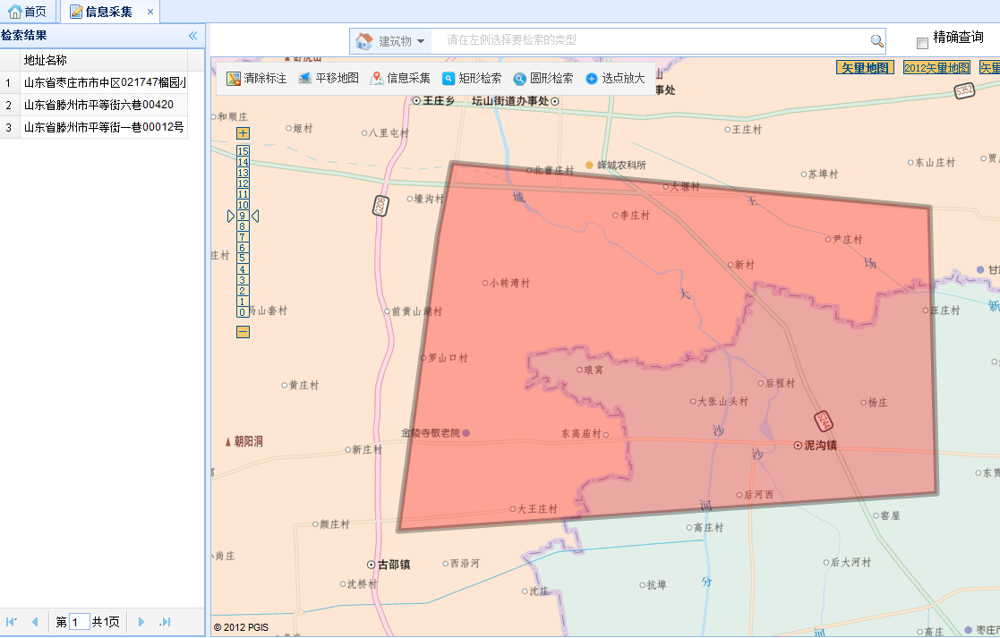 首页
信息采集
检索结果
建筑物
请在左侧选择要检索的类型
精确查询
地址名称
1 山东省枣庄市市中区021747榴园小
2 山东省滕州市平等街六巷00420
3 山东省滕州市平等街一巷00012号
清除标注 平移地图 信息采集 矩形检索 圆形检索 选点放大
矢量地图
2012矢量地图
矢量
S352
王庄乡
坛山街道办事处
事处
和顺庄
姬村
八里屯村
王庄村
15
14
13
12
11
10
9
8
7
6
5
4
3
2
1
0
北曹庄村
峄城农科所
东山庄村
贾
苏埠村
大堰村
濠沟村
G206
城
王
李庄村
尹庄村
场
庄村
新村
甘
小转湾村
大
马山套村
前黄山湖村
汪庄村
新
罗山口村
琅窝
黄庄村
后程村
大张山头村
杨庄
S244
金陵寺敬老院
东高庙村
沙
朝阳洞
新庄村
沙
泥沟镇
东贾
后河西
大王庄村
河
颜庄村
窑屋
高庄村
尚庄
古邵镇
西沿河
后大河村
沈桥村
沈庄
抗埠
分
河
高庄
枣庄市
第 1 共1页
© 2012 PGIS